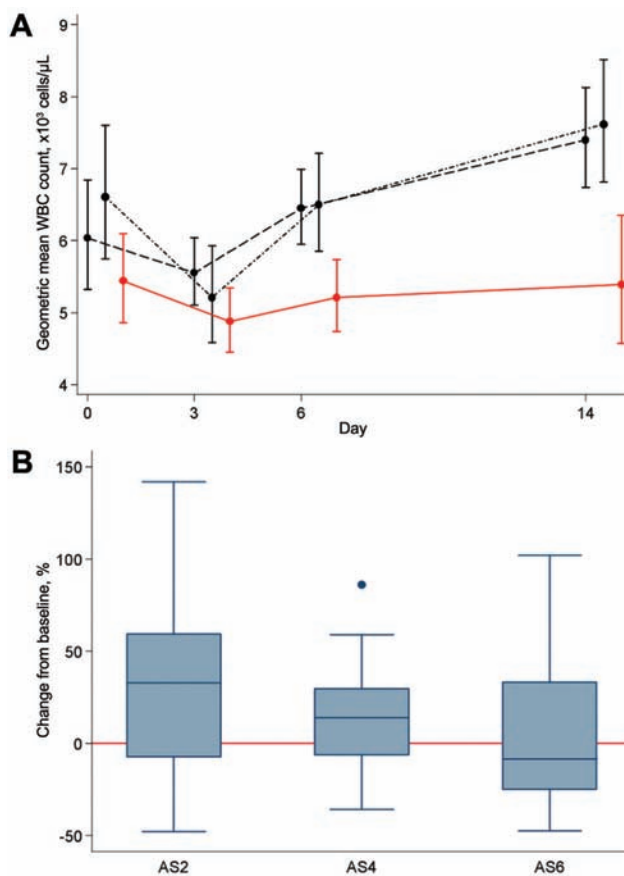 A
Geometric mean WBC count, x10³ cells/µL
9
8
7
6
5
4
0 3 6 14
Day
B
Change from baseline, %
150
100
50
0
-50
AS2 AS4 AS6